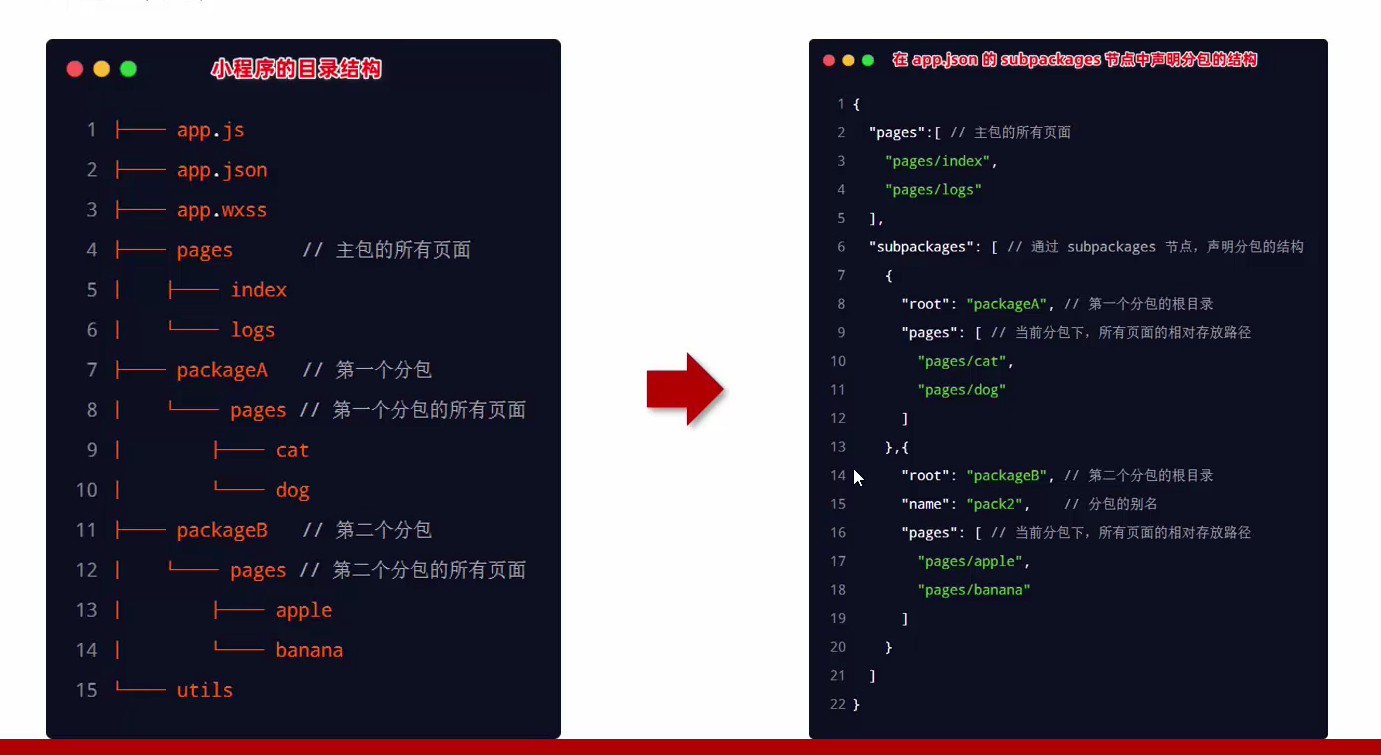 小程序的目录结构
1 ├── app.js
2 ├── app.json
3 ├── app.wxss
4 ├── pages // 主包的所有页面
5 │ ├── index
6 │ └── logs
7 ├── packageA // 第一个分包
8 │ └── pages // 第一个分包的所有页面
9 │ ├── cat
10 │ └── dog
11 ├── packageB // 第二个分包
12 │ └── pages // 第二个分包的所有页面
13 │ ├── apple
14 │ └── banana
15 └── utils
在 app.json 的 subpackages 节点中声明分包的结构
1 {
2 "pages":[ // 主包的所有页面
3 "pages/index",
4 "pages/logs"
5 ],
6 "subpackages": [ // 通过 subpackages 节点，声明分包的结构
7 {
8 "root": "packageA", // 第一个分包的根目录
9 "pages": [ // 当前分包下，所有页面的相对存放路径
10 "pages/cat",
11 "pages/dog"
12 ]
13 },{
14 "root": "packageB", // 第二个分包的根目录
15 "name": "pack2", // 分包的别名
16 "pages": [ // 当前分包下，所有页面的相对存放路径
17 "pages/apple",
18 "pages/banana"
19 ]
20 }
21 ]
22 }